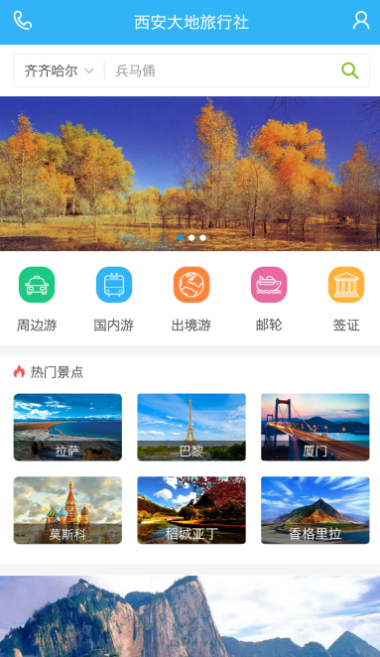 西安大地旅行社
齐齐哈尔 兵马俑
周边游 国内游 出境游 邮轮 签证
热门景点
拉萨 巴黎 厦门
莫斯科 稻城亚丁 香格里拉